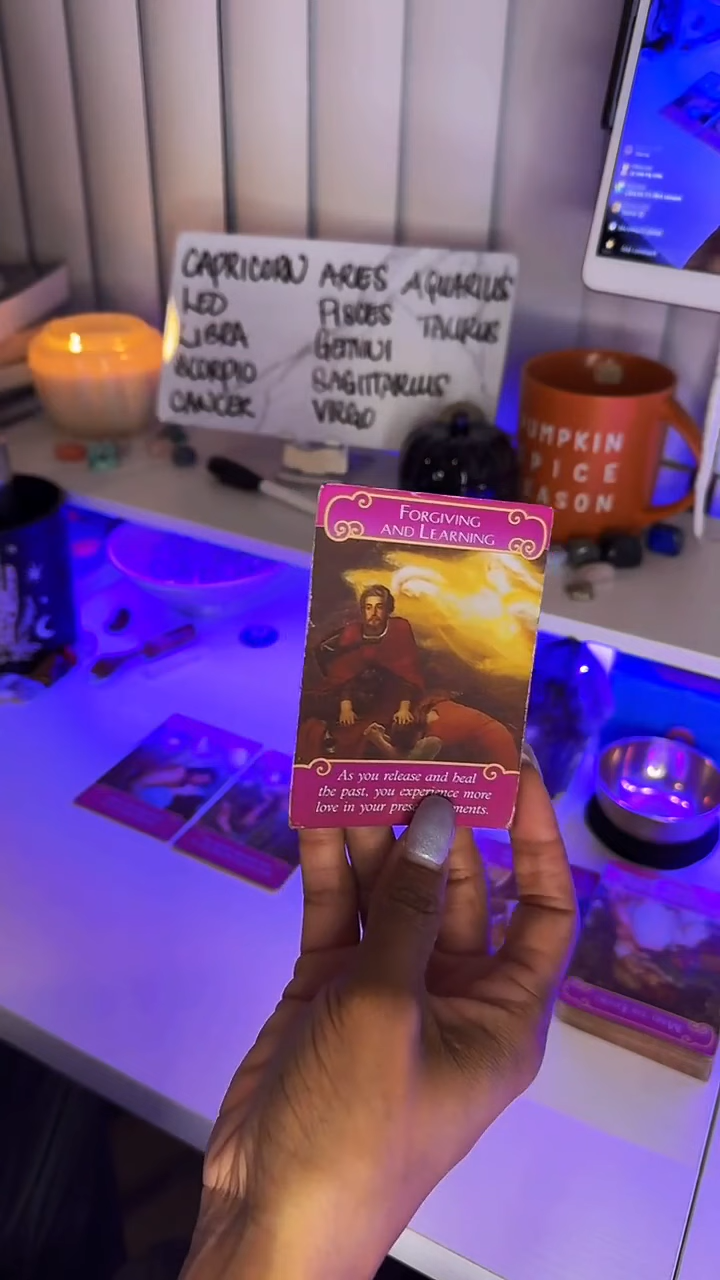 CAPRICORN ARIES AQUARIUS
LEO PISCES TAURUS
LIBRA GEMINI
SCORPIO SAGITTARIUS
CANCER VIRGO
PUMPKIN
SPICE
SEASON
FORGIVING
AND LEARNING
As you release and heal
the past, you experience more
love in your ments.